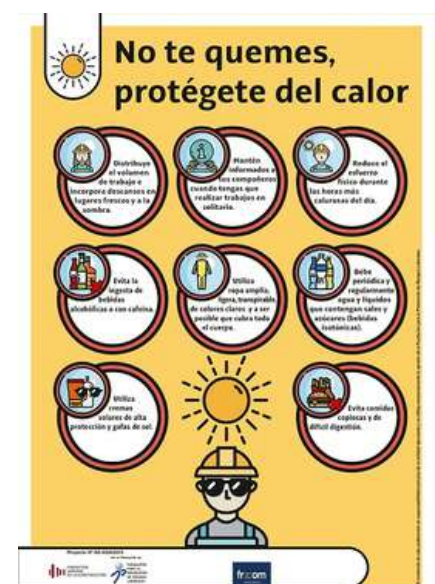 No te quemes,
protégete del calor
Distribuye
el volumen
de trabajo e
incorpora descansos en
lugares frescos y a la
sombra.
Mantén
informados a
los compañeros
cuando tengas que
realizar trabajos en
solitario.
Reduce el
esfuerzo
físico durante
las horas más
calurosas del día.
Evita la
ingesta de
bebidas
alcohólicas o con cafeína.
Utiliza
ropa amplia,
ligera, transpirable,
de colores claros y a ser
posible que cubra todo
el cuerpo.
Bebe
periódica y
regularmente
agua y líquidos
que contengan sales y
azúcares (bebidas
isotónicas).
Utiliza
cremas
solares de alta
protección y gafas de sol.
Evita comidas
copiosas y de
difícil digestión.